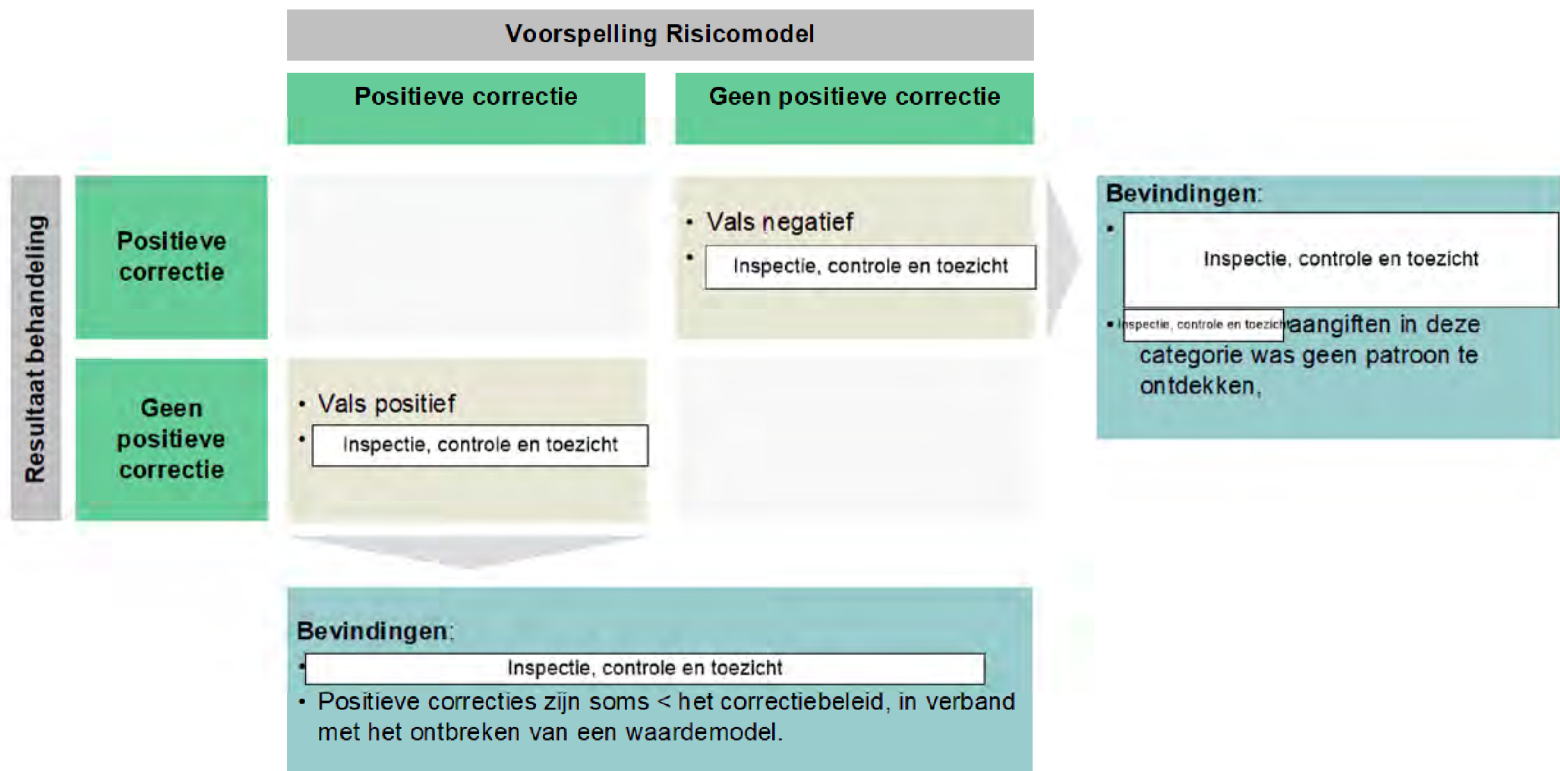 Voorspelling Risicomodel
Positieve correctie
Geen positieve correctie
Resultaat behandeling
Positieve
correctie
• Vals negatief
• Inspectie, controle en toezicht
Bevindingen:
• Inspectie, controle en toezicht
• Inspectie, controle en toezicht aangiften in deze
categorie was geen patroon te
ontdekken,
Geen
positieve
correctie
• Vals positief
• Inspectie, controle en toezicht
Bevindingen:
• Inspectie, controle en toezicht
• Positieve correcties zijn soms < het correctiebeleid, in verband
met het ontbreken van een waardemodel.